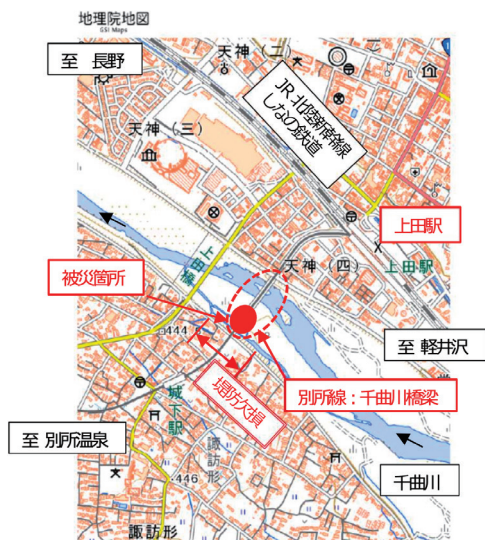 地理院地図
GSI Maps
至 長野
天神(二)
JR 北陸新幹線
しなの鉄道
天神(三)
上田駅
上田駅
天神(四)
被災箇所
444
至 軽井沢
堤防欠損
別所線:千曲川橋梁
城下駅
至 別所温泉
諏訪形
446
千曲川
諏訪形